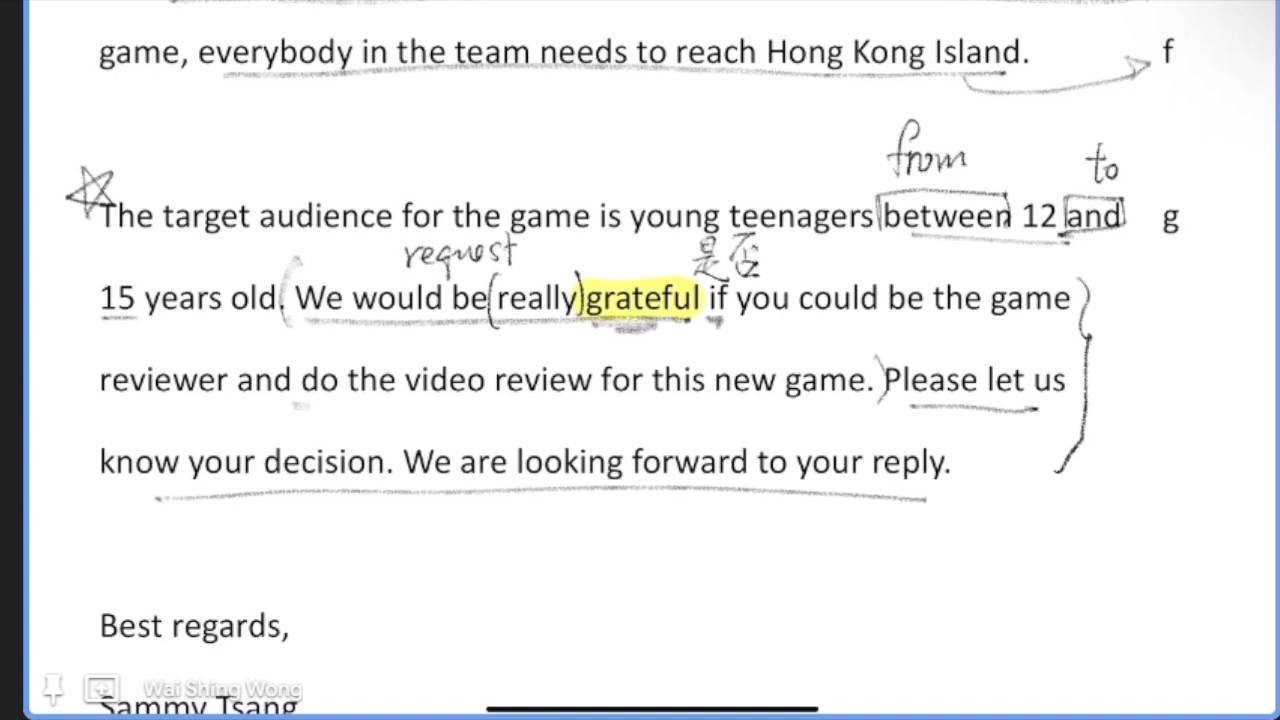 game, everybody in the team needs to reach Hong Kong Island. f
from to
The target audience for the game is young teenagers between 12 and g
request 是否
15 years old. We would be (really) grateful if you could be the game
reviewer and do the video review for this new game. Please let us
know your decision. We are looking forward to your reply.
Best regards,
Wai Shing Wong
Sammy Tsang